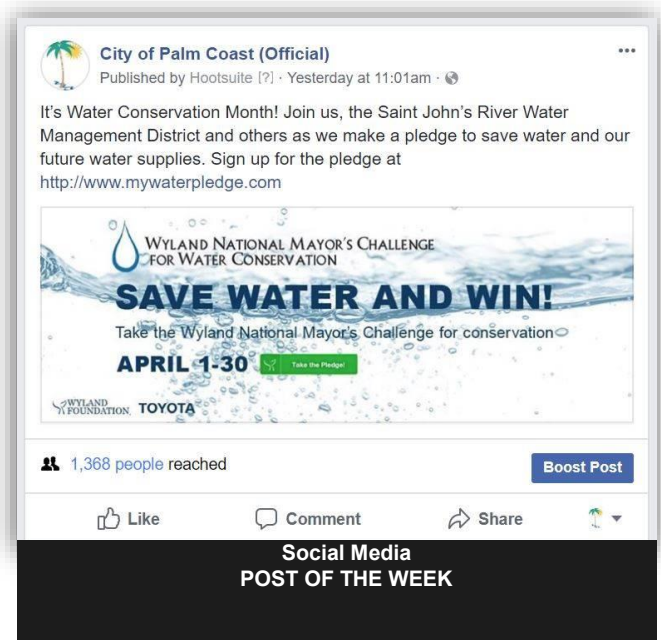 City of Palm Coast (Official)
Published by Hootsuite [?] · Yesterday at 11:01am ·
It's Water Conservation Month! Join us, the Saint John's River Water
Management District and others as we make a pledge to save water and our
future water supplies. Sign up for the pledge at
http://www.mywaterpledge.com
WYLAND NATIONAL MAYOR'S CHALLENGE
FOR WATER CONSERVATION
SAVE WATER AND WIN!
Take the Wyland National Mayor's Challenge for conservation
APRIL 1-30 Take the Pledge!
WYLAND
FOUNDATION TOYOTA
1,368 people reached
Boost Post
Like Comment Share
Social Media
POST OF THE WEEK